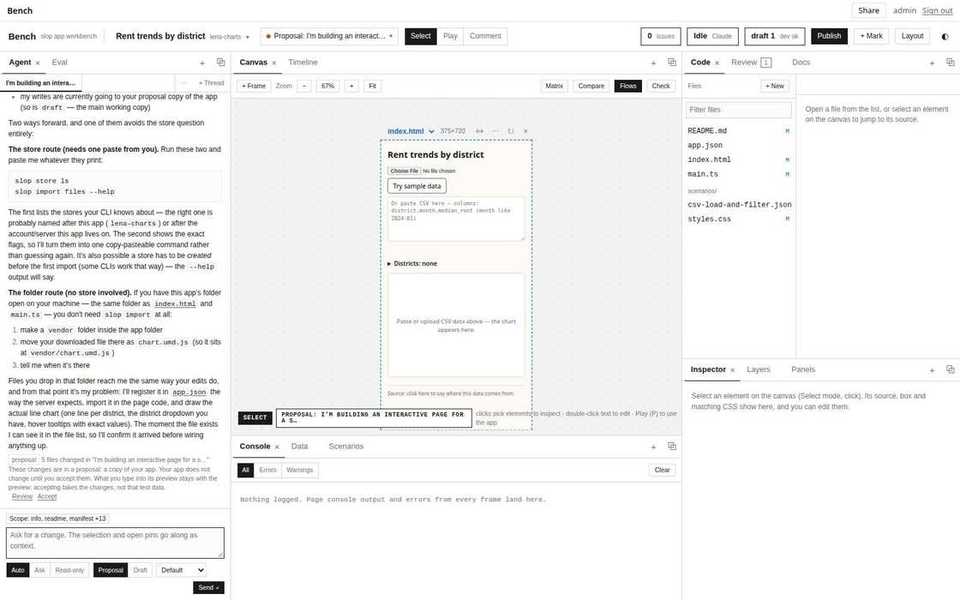 Bench
Share
admin Sign out
Bench slop app workbench
Rent trends by district lena-charts
Proposal: I'm building an interact...
Select Play Comment
0 issues
Idle Claude
draft 1 dev ok
Publish
+ Mark
Layout
Agent × Eval
I'm building an intera...
··· + Thread
my writes are currently going to your proposal copy of the app
(so is draft — the main working copy)
Two ways forward, and one of them avoids the store question
entirely:
The store route (needs one paste from you). Run these two and
paste me whatever they print:
slop store ls
slop import files --help
The first lists the stores your CLI knows about — the right one is
probably named after this app ( lena-charts ) or after the
account/server this app lives on. The second shows the exact
flags, so I'll turn them into one copy-pasteable command rather
than guessing again. It's also possible a store has to be created
before the first import (some CLIs work that way) — the --help
output will say.
The folder route (no store involved). If you have this app's folder
open on your machine — the same folder as index.html and
main.ts — you don't need slop import at all:
1. make a vendor folder inside the app folder
2. move your downloaded file there as chart.umd.js (so it sits
at vendor/chart.umd.js )
3. tell me when it's there
Files you drop in that folder reach me the same way your edits do,
and from that point it's my problem: I'll register it in app.json the
way the server expects, import it in the page code, and draw the
actual line chart (one line per district, the district dropdown you
have, hover tooltips with exact values). The moment the file exists
I can see it in the file list, so I'll confirm it arrived before wiring
anything up.
proposal 5 files changed in "I'm building an interactive page for a s..."
These changes are in a proposal: a copy of your app. Your app does not
change until you accept them. What you type into its preview stays with the
preview; accepting takes the changes, not that test data.
Review Accept
Scope: info, readme, manifest +13
Ask for a change. The selection and open pins go along as
context.
Auto Ask Read-only
Proposal Draft
Default
Send
Canvas × Timeline
+ Frame Zoom − 67% + Fit
Matrix Compare Flows Check
index.html 375×720 ··· ×
Rent trends by district
Choose File No file chosen
Try sample data
Or paste CSV here — columns:
district,month,median_rent (month like
2024-01)
Districts: none
Paste or upload CSV data above — the chart
appears here.
Source: click here to say where this data comes from.
SELECT
PROPOSAL: I'M BUILDING AN INTERACTIVE PAGE FOR
A S…
clicks pick elements to inspect · double-click text to edit · Play (P) to use
the app
Console × Data Scenarios
All Errors Warnings
Clear
Nothing logged. Page console output and errors from every frame land here.
Code × Review 1 Docs
Files + New
Filter files
README.md M
app.json
index.html M
main.ts M
scenarios/
csv-load-and-filter.json
styles.css M
Open a file from the list, or select an element
on the canvas to jump to its source.
Inspector × Layers Panels
Select an element on the canvas (Select mode, click). Its source, box and
matching CSS show here, and you can edit them.